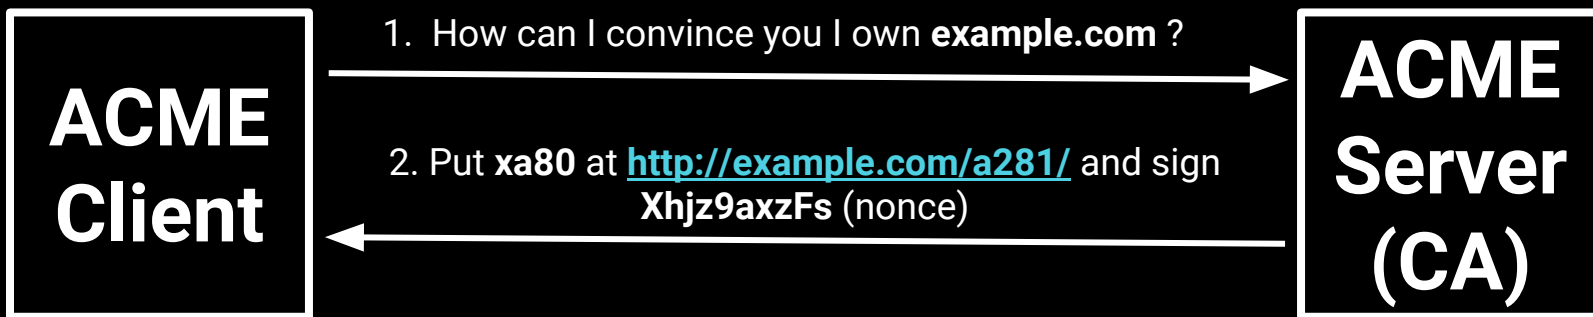 ACME
Client
1. How can I convince you I own example.com ?
2. Put xa80 at http://example.com/a281/ and sign
Xhjz9axzFs (nonce)
ACME
Server
(CA)